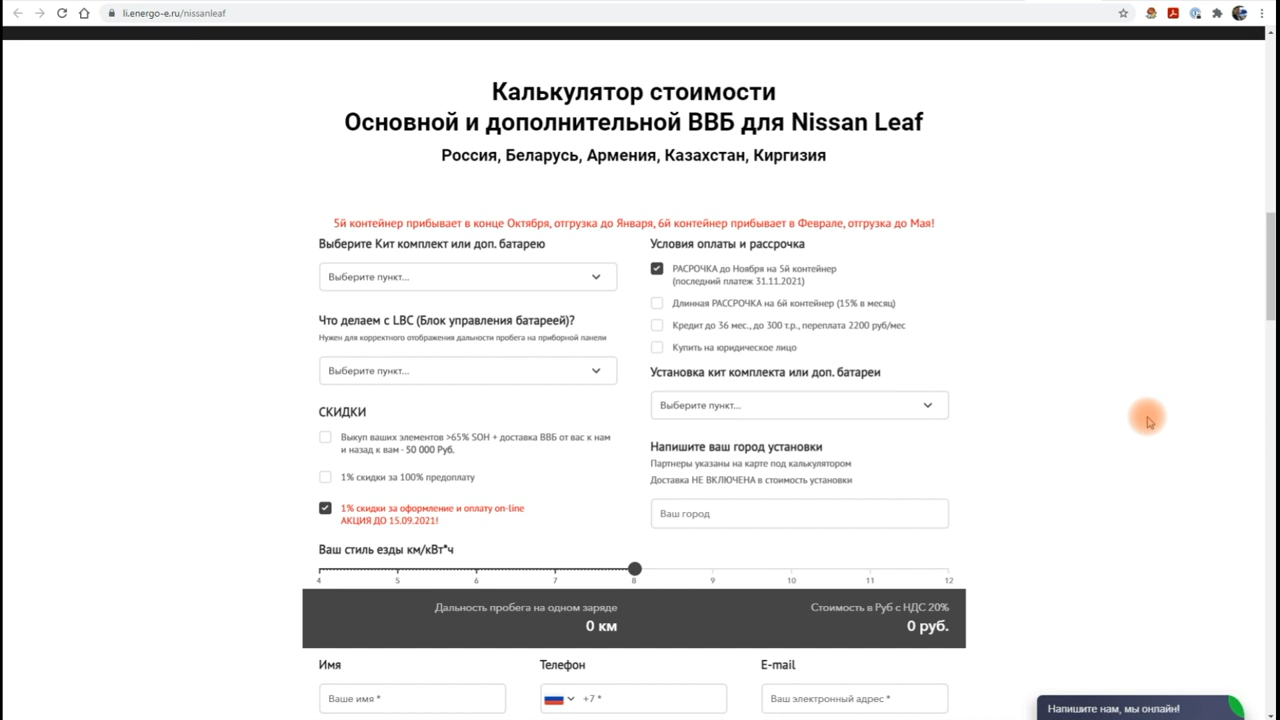 li.energo-e.ru/nissanleaf
Калькулятор стоимости
Основной и дополнительной ВВБ для Nissan Leaf
Россия, Беларусь, Армения, Казахстан, Киргизия
5й контейнер прибывает в конце Октября, отгрузка до Января, 6й контейнер прибывает в Феврале, отгрузка до Мая!
Выберите Кит комплект или доп. батарею
Выберите пункт...
Что делаем с LBC (Блок управления батареей)?
Нужен для корректного отображения дальности пробега на приборной панели
Выберите пункт...
СКИДКИ
Выкуп ваших элементов >65% SOH + доставка ВВБ от вас к нам
и назад к вам - 50 000 Руб.
1% скидки за 100% предоплату
1% скидки за оформление и оплату on-line
АКЦИЯ ДО 15.09.2021!
Условия оплаты и рассрочка
РАСРОЧКА до Ноября на 5й контейнер
(последний платеж 31.11.2021)
Длинная РАССРОЧКА на 6й контейнер (15% в месяц)
Кредит до 36 мес., до 300 т.р., переплата 2200 руб/мес
Купить на юридическое лицо
Установка кит комплекта или доп. батареи
Выберите пункт...
Напишите ваш город установки
Партнеры указаны на карте под калькулятором
Доставка НЕ ВКЛЮЧЕНА в стоимость установки
Ваш город
Ваш стиль езды км/кВт*ч
4 5 6 7 8 9 10 11 12
Дальность пробега на одном заряде
0 км
Стоимость в Руб с НДС 20%
0 руб.
Имя
Ваше имя *
Телефон
+7 *
E-mail
Ваш электронный адрес *
Напишите нам, мы онлайн!